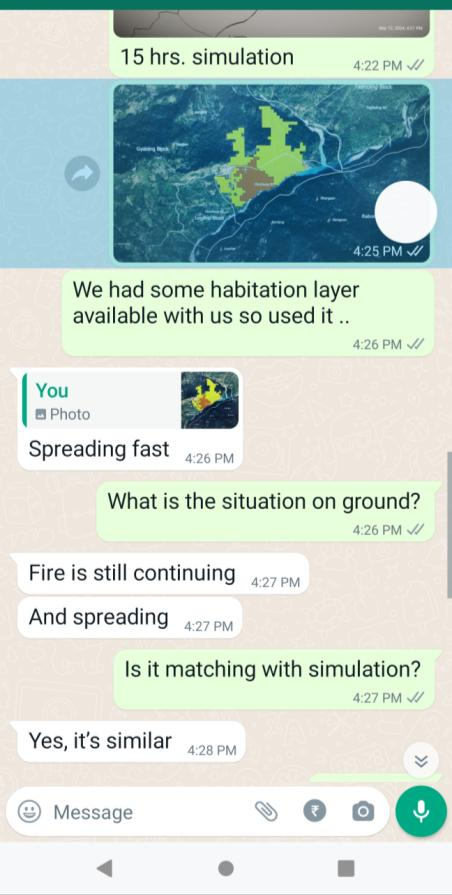 15 hrs. simulation
4:22 PM
4:25 PM
We had some habitation layer
available with us so used it ..
4:26 PM
You
Photo
Spreading fast
4:26 PM
What is the situation on ground?
4:26 PM
Fire is still continuing
4:27 PM
And spreading
4:27 PM
Is it matching with simulation?
4:27 PM
Yes, it’s similar
4:28 PM
Message
₹